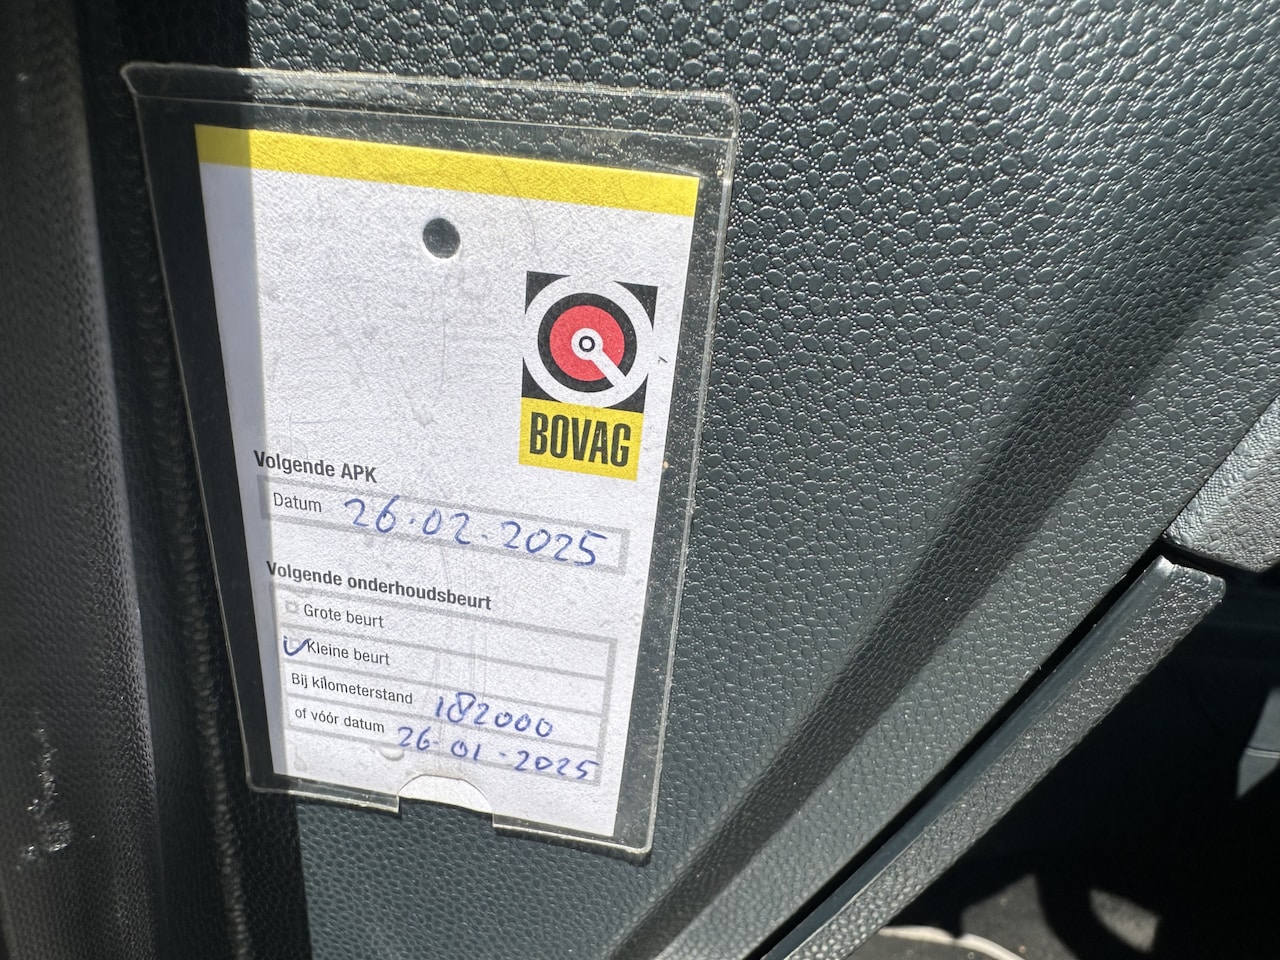 BOVAG
Volgende APK
Datum 26.02.2025
Volgende onderhoudsbeurt
Grote beurt
Kleine beurt
Bij kilometerstand 182000
of vóór datum 26-01-2025